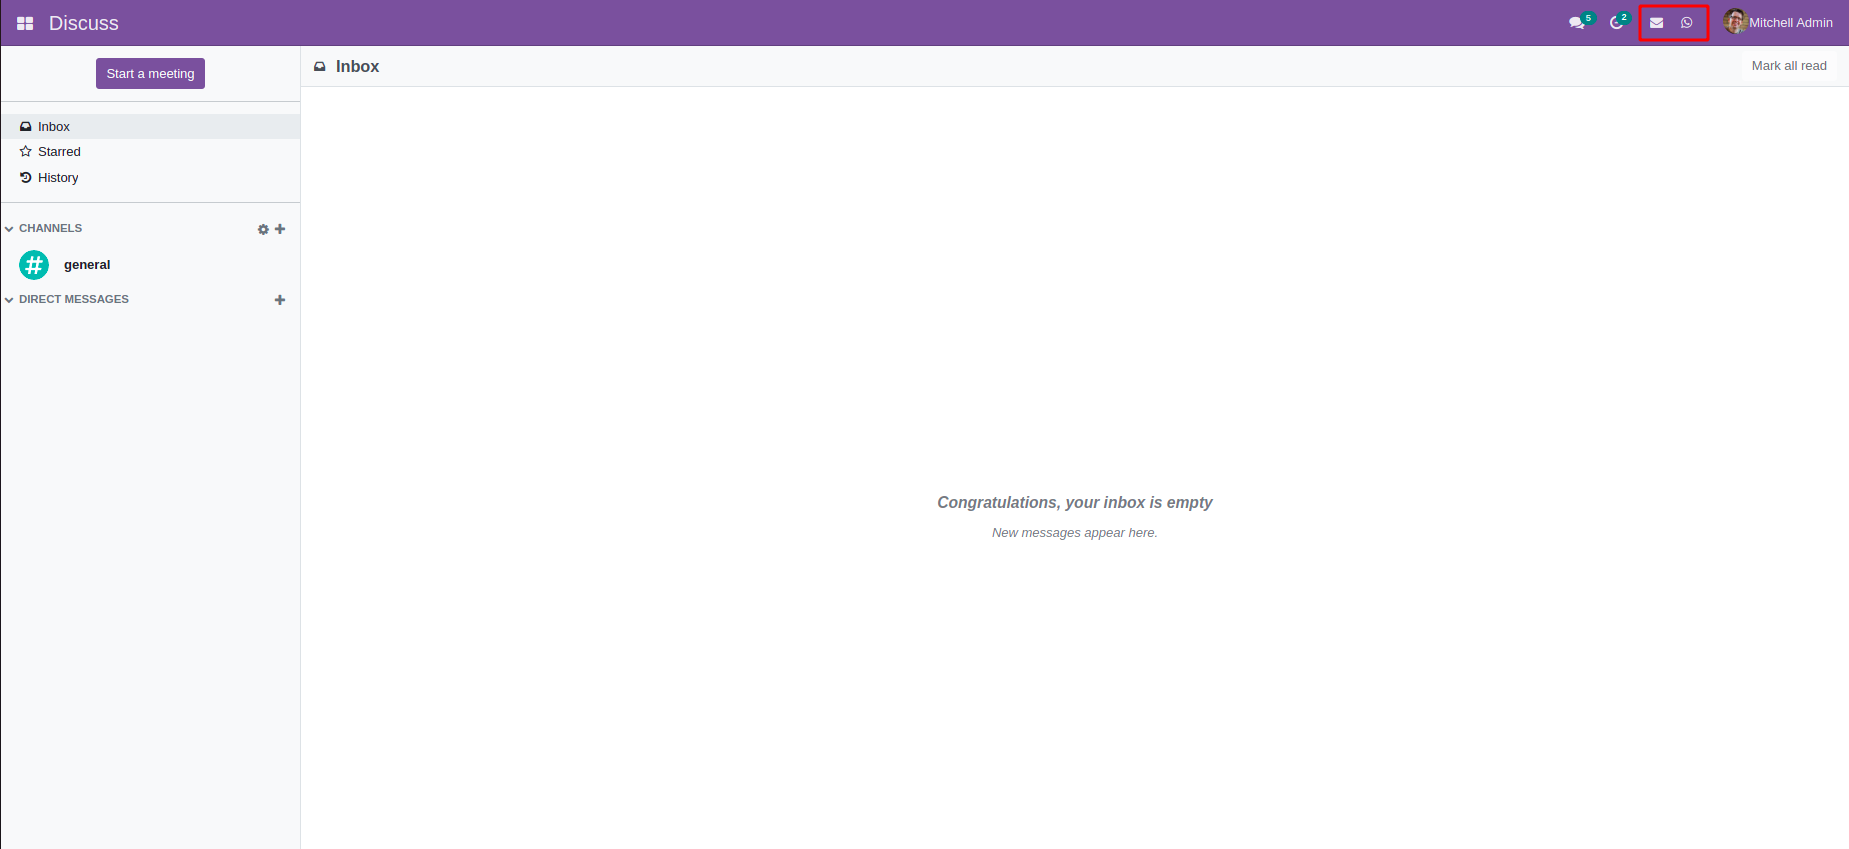 Discuss
5
2
Mitchell Admin
Start a meeting
Inbox
Mark all read
Inbox
Starred
History
CHANNELS
general
DIRECT MESSAGES
Congratulations, your inbox is empty
New messages appear here.